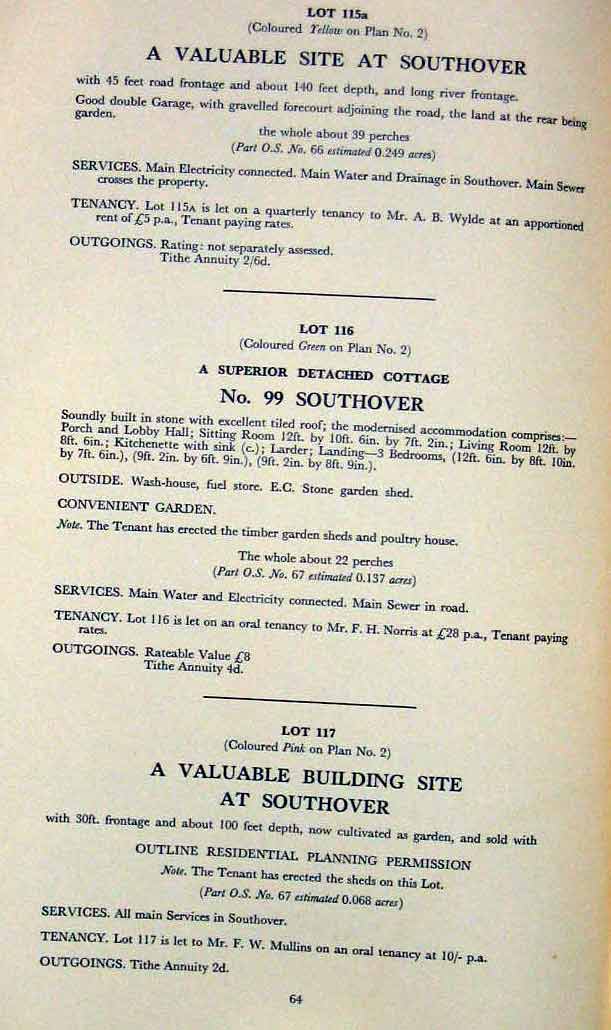 LOT 115a
(Coloured Yellow on Plan No. 2)
A VALUABLE SITE AT SOUTHOVER
with 45 feet road frontage and about 140 feet depth, and long river frontage.
Good double Garage, with gravelled forecourt adjoining the road, the land at the rear being
garden.
the whole about 39 perches
(Part O.S. No. 66 estimated 0.249 acres)
SERVICES. Main Electricity connected. Main Water and Drainage in Southover. Main Sewer
crosses the property.
TENANCY. Lot 115A is let on a quarterly tenancy to Mr. A. B. Wylde at an apportioned
rent of £5 p.a., Tenant paying rates.
OUTGOINGS. Rating: not separately assessed.
Tithe Annuity 2/6d.
LOT 116
(Coloured Green on Plan No. 2)
A SUPERIOR DETACHED COTTAGE
No. 99 SOUTHOVER
Soundly built in stone with excellent tiled roof; the modernised accommodation comprises:—
Porch and Lobby Hall; Sitting Room 12ft. by 10ft. 6in. by 7ft. 2in.; Living Room 12ft. by
8ft. 6in.; Kitchenette with sink (c.); Larder; Landing—3 Bedrooms, (12ft. 6in. by 8ft. 10in.
by 7ft. 6in.), (9ft. 2in. by 6ft. 9in.), (9ft. 2in. by 8ft. 9in.).
OUTSIDE. Wash-house, fuel store. E.C. Stone garden shed.
CONVENIENT GARDEN.
Note. The Tenant has erected the timber garden sheds and poultry house.
The whole about 22 perches
(Part O.S. No. 67 estimated 0.137 acres)
SERVICES. Main Water and Electricity connected. Main Sewer in road.
TENANCY. Lot 116 is let on an oral tenancy to Mr. F. H. Norris at £28 p.a., Tenant paying
rates.
OUTGOINGS. Rateable Value £8
Tithe Annuity 4d.
LOT 117
(Coloured Pink on Plan No. 2)
A VALUABLE BUILDING SITE
AT SOUTHOVER
with 30ft. frontage and about 100 feet depth, now cultivated as garden, and sold with
OUTLINE RESIDENTIAL PLANNING PERMISSION
Note. The Tenant has erected the sheds on this Lot.
(Part O.S. No. 67 estimated 0.068 acres)
SERVICES. All main Services in Southover.
TENANCY. Lot 117 is let to Mr. F. W. Mullins on an oral tenancy at 10/- p.a.
OUTGOINGS. Tithe Annuity 2d.
64